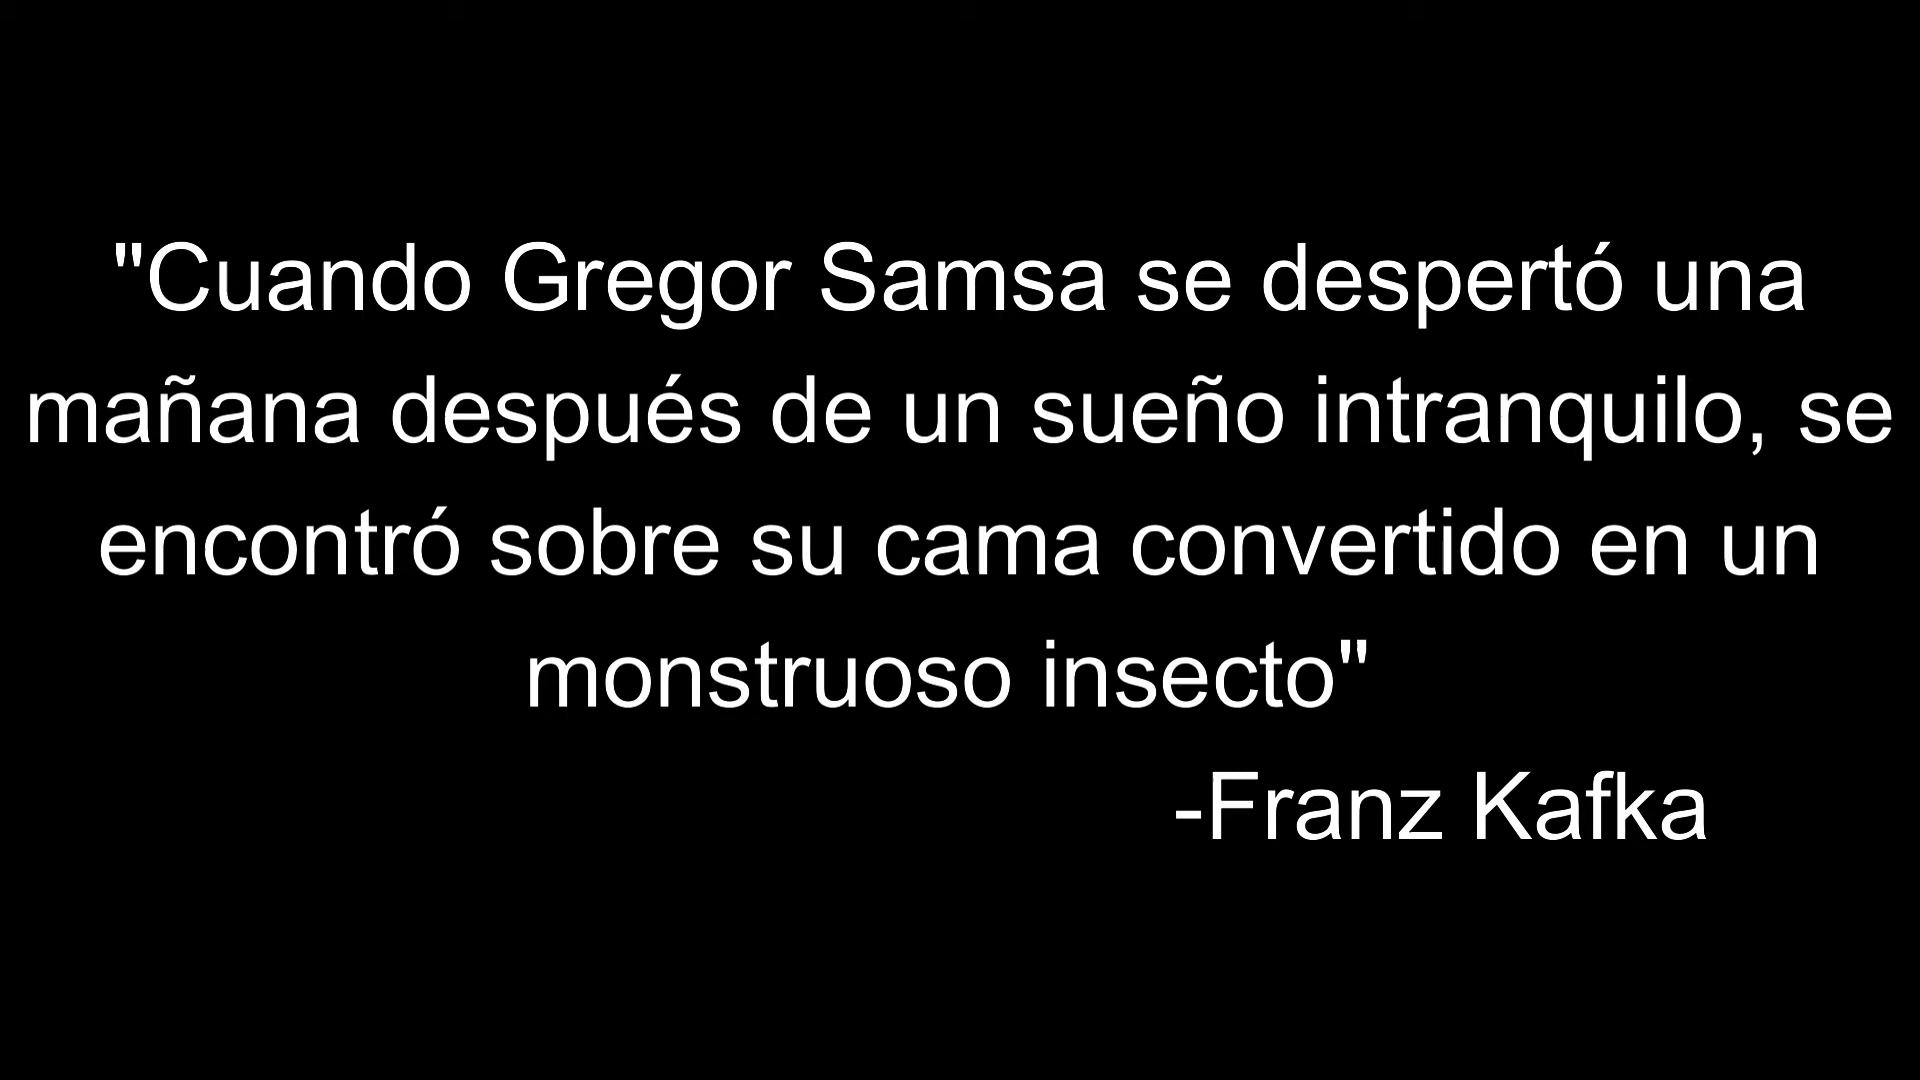 "Cuando Gregor Samsa se despertó una
mañana después de un sueño intranquilo, se
encontró sobre su cama convertido en un
monstruoso insecto"
-Franz Kafka